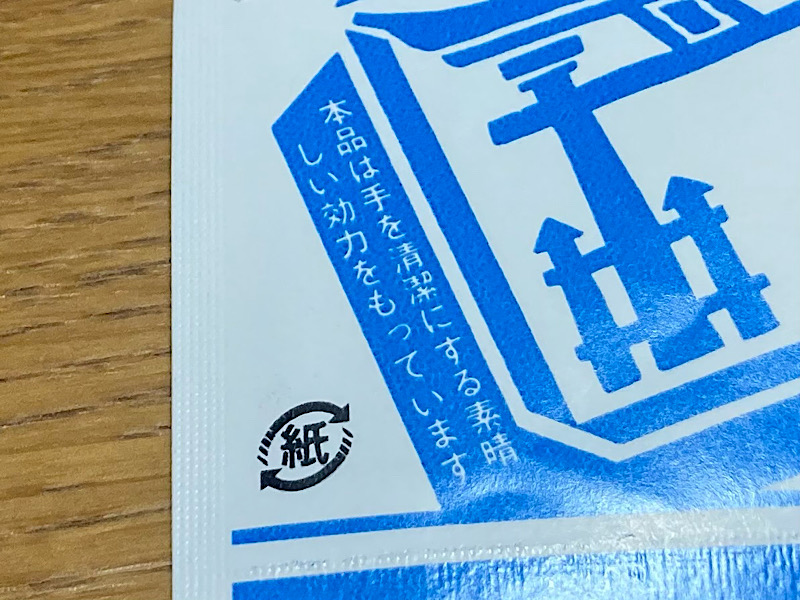 本品は手を清潔にする素晴
しい効力をもっています
紙